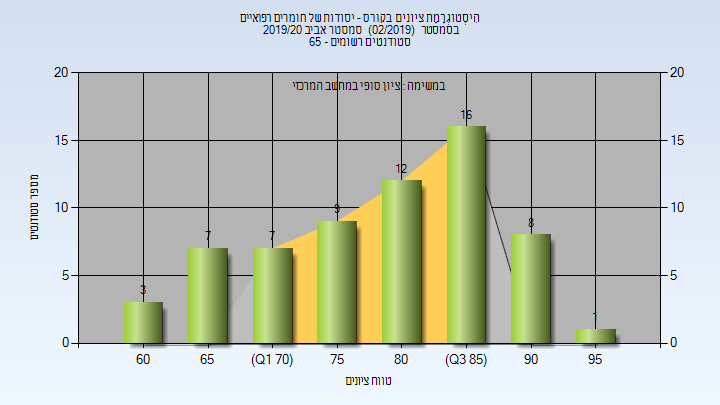 הִיסְטוֹגְרָמַת ציונים בקורס - יסודות של חומרים רפואיים
בסמסטר (02/2019) סמסטר אביב 2019/20
סטודנטים רשומים - 65
במשימה : ציון סופי במחשב המרכזי
20 20
15 15
10 10
5 5
0 0
מספר סטודנטים
3 7 7 9 12 16 8 1
60 65 (Q1 70) 75 80 (Q3 85) 90 95
טווח ציונים